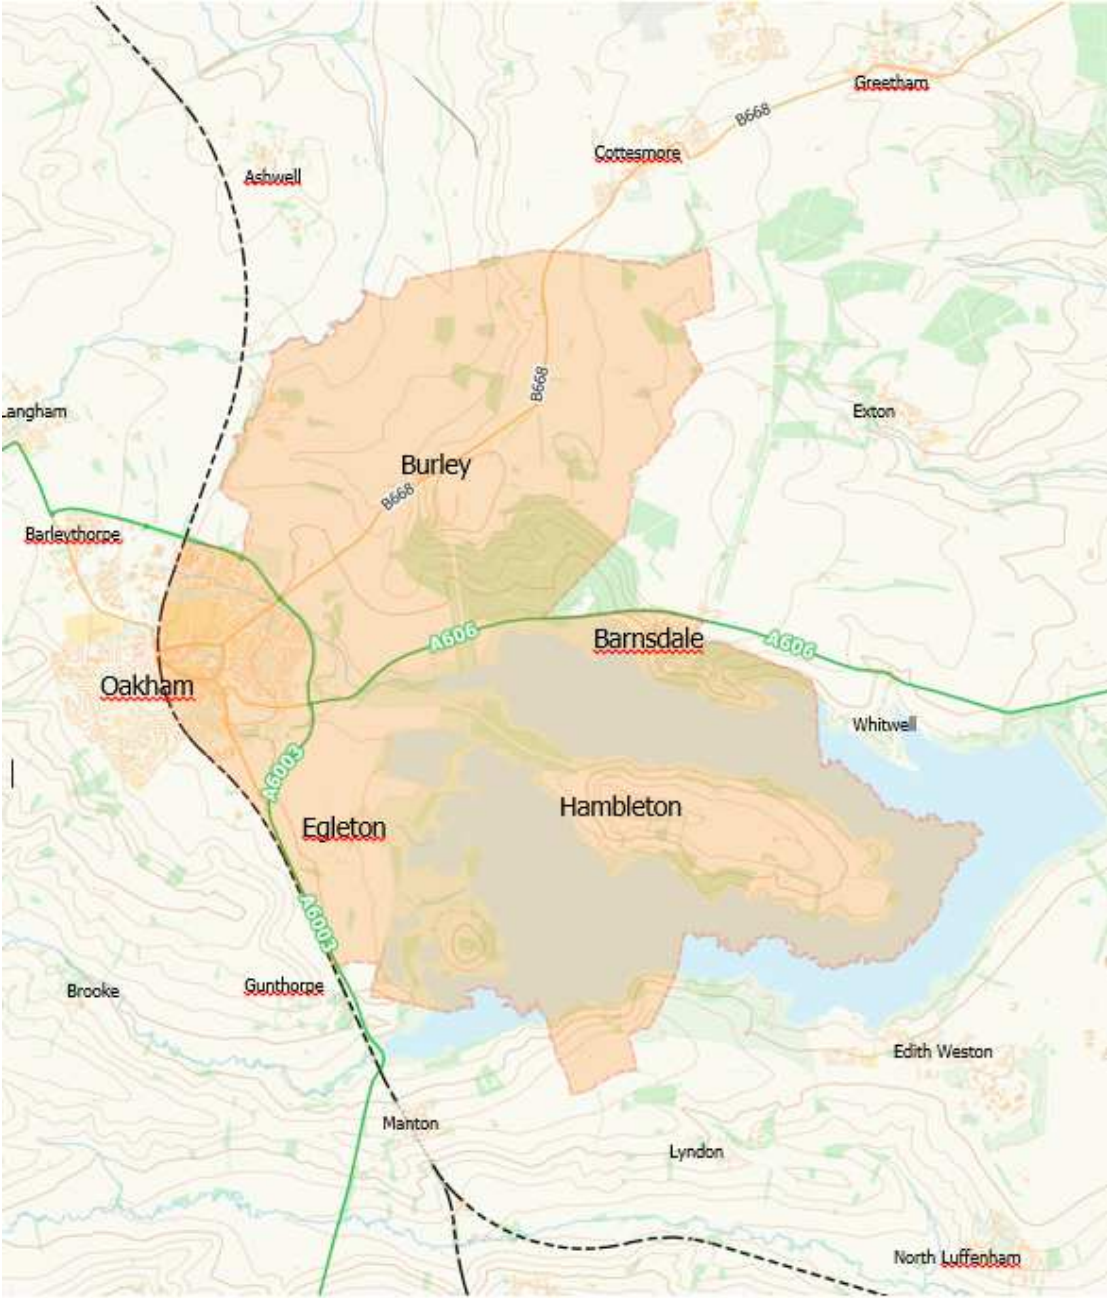 Greetham
B668
Cottesmore
Ashwell
B668
Langham
Exton
Burley
B668
Barleythorpe
A606
Barnsdale
A606
Oakham
Whitwell
A6003
Hambleton
Egleton
A6003
Gunthorpe
Brooke
Edith Weston
Manton
Lyndon
North Luffenham